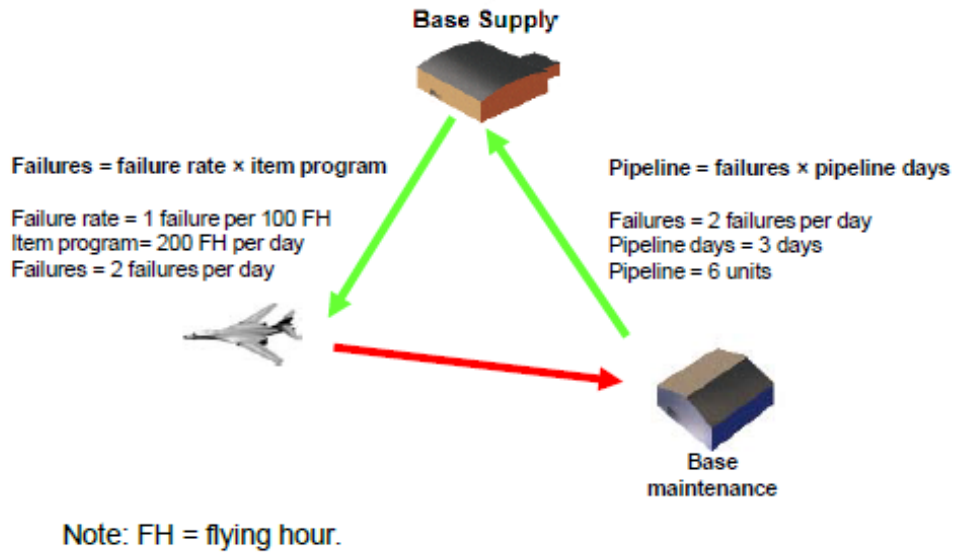 Base Supply
Failures = failure rate × item program
Failure rate = 1 failure per 100 FH
Item program= 200 FH per day
Failures = 2 failures per day
Pipeline = failures × pipeline days
Failures = 2 failures per day
Pipeline days = 3 days
Pipeline = 6 units
Base
maintenance
Note: FH = flying hour.